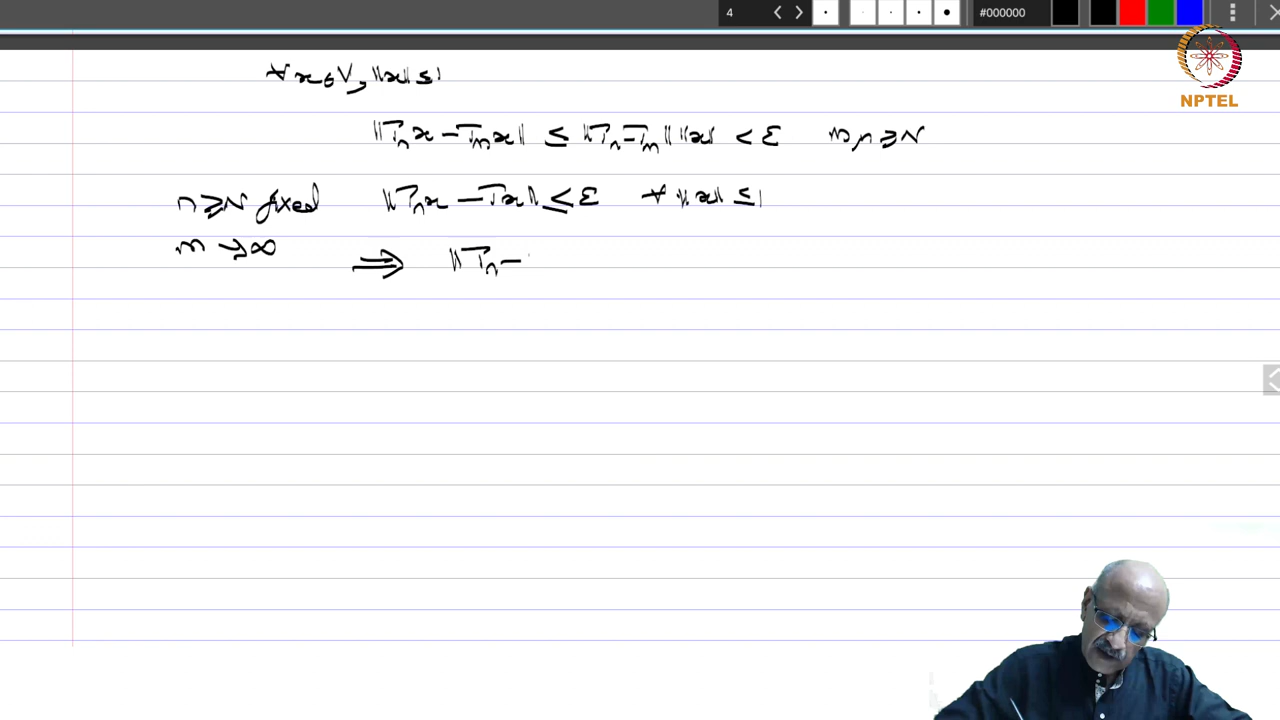 4
#000000
NPTEL
∀ x ∈ V, ||x|| ≤ 1
||Tₙx − Tₘx|| ≤ ||Tₙ − Tₘ|| ||x|| < ε m, n ≥ N
n ≥ N fixed ||Tₙx − Tx|| ≤ ε ∀ ||x|| ≤ 1
m → ∞ ⇒ ||Tₙ −